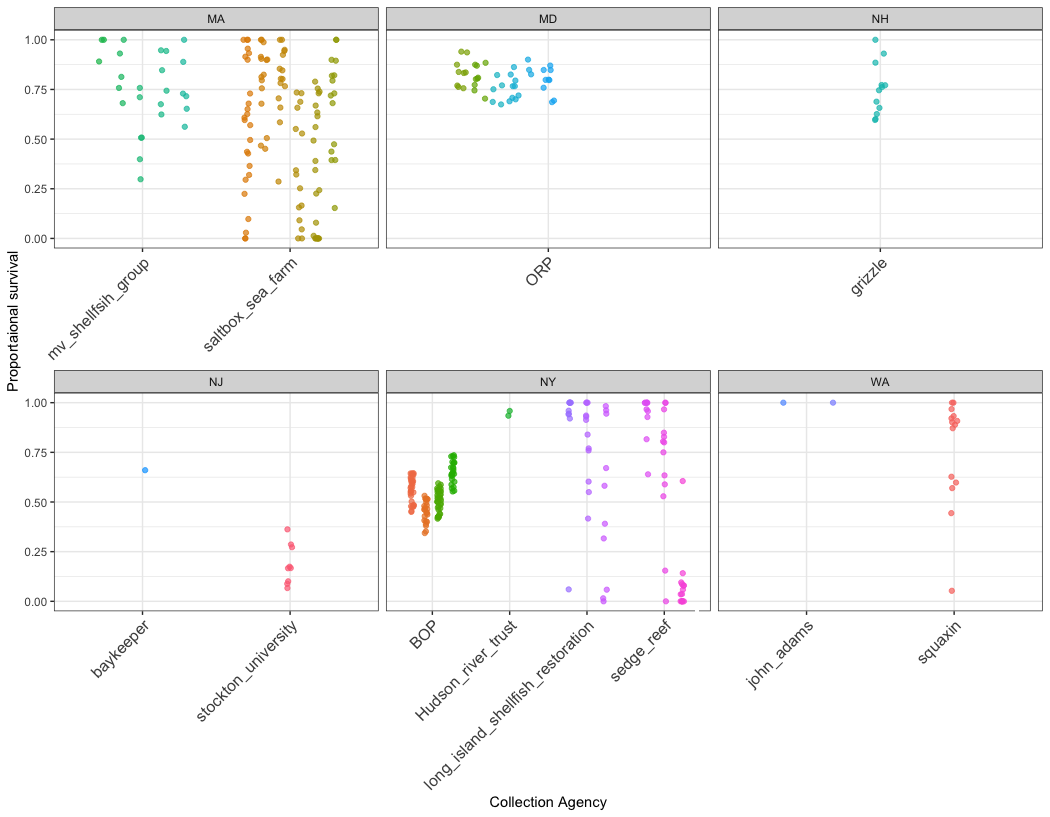 MA
MD
NH
Proportaional survival
1.00
0.75
0.50
0.25
0.00
mv_shellfsih_group
saltbox_sea_farm
ORP
grizzle
NJ
NY
WA
1.00
0.75
0.50
0.25
0.00
baykeeper
stockton_university
BOP
Hudson_river_trust
long_island_shellfish_restoration
sedge_reef
john_adams
squaxin
Collection Agency